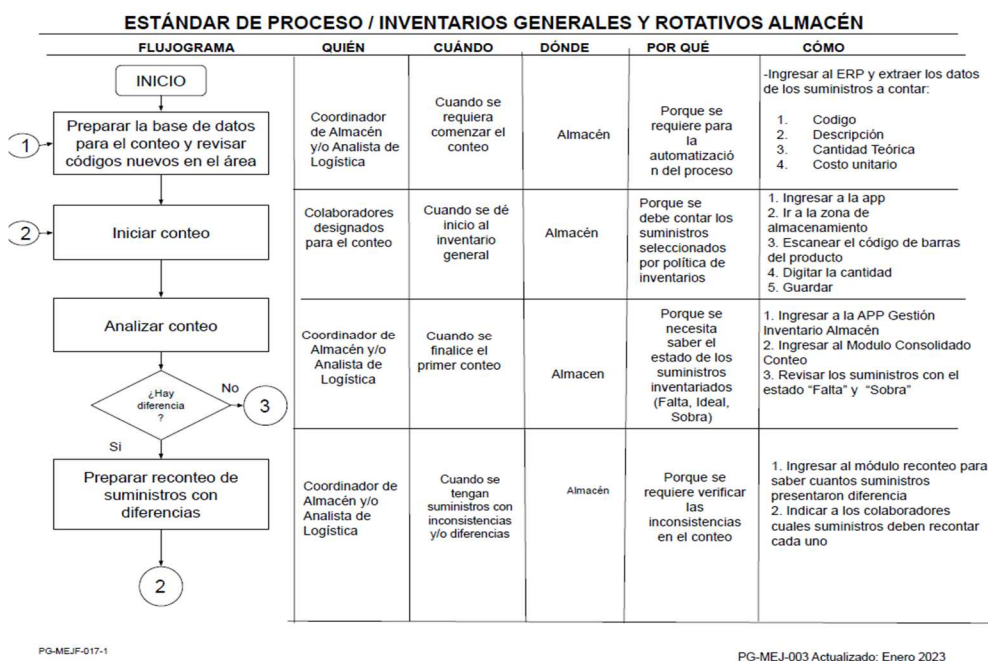 ESTÁNDAR DE PROCESO / INVENTARIOS GENERALES Y ROTATIVOS ALMACÉN
FLUJOGRAMA
QUIÉN
CUÁNDO
DÓNDE
POR QUÉ
CÓMO
INICIO
1
Preparar la base de datos
para el conteo y revisar
códigos nuevos en el área
Coordinador
de Almacén
y/o Analista de
Logística
Cuando se
requiera
comenzar el
conteo
Almacén
Porque se
requiere para
la
automatizació
n del proceso
-Ingresar al ERP y extraer los datos
de los suministros a contar:
1. Codigo
2. Descripción
3. Cantidad Teórica
4. Costo unitario
2
Iniciar conteo
Colaboradores
designados
para el conteo
Cuando se dé
inicio al
inventario
general
Almacén
Porque se
debe contar los
suministros
seleccionados
por política de
inventarios
1. Ingresar a la app
2. Ir a la zona de
almacenamiento
3. Escanear el código de barras
del producto
4. Digitar la cantidad
5. Guardar
Analizar conteo
Coordinador de
Almacén y/o
Analista de
Logística
Cuando se
finalice el
primer conteo
Almacen
Porque se
necesita
saber el
estado de los
suministros
inventariados
(Falta, Ideal,
Sobra)
1. Ingresar a la APP Gestión
Inventario Almacén
2. Ingresar al Modulo Consolidado
Conteo
3. Revisar los suministros con el
estado “Falta” y “Sobra”
¿Hay
diferencia
?
No
3
Si
Preparar reconteo de
suministros con
diferencias
Coordinador de
Almacén y/o
Analista de
Logística
Cuando se
tengan
suministros con
inconsistencias
y/o diferencias
Almacén
Porque se
requiere verificar
las
inconsistencias
en el conteo
1. Ingresar al módulo reconteo para
saber cuantos suministros
presentaron diferencia
2. Indicar a los colaboradores
cuales suministros deben recontar
cada uno
2
PG-MEJF-017-1
PG-MEJ-003 Actualizado: Enero 2023